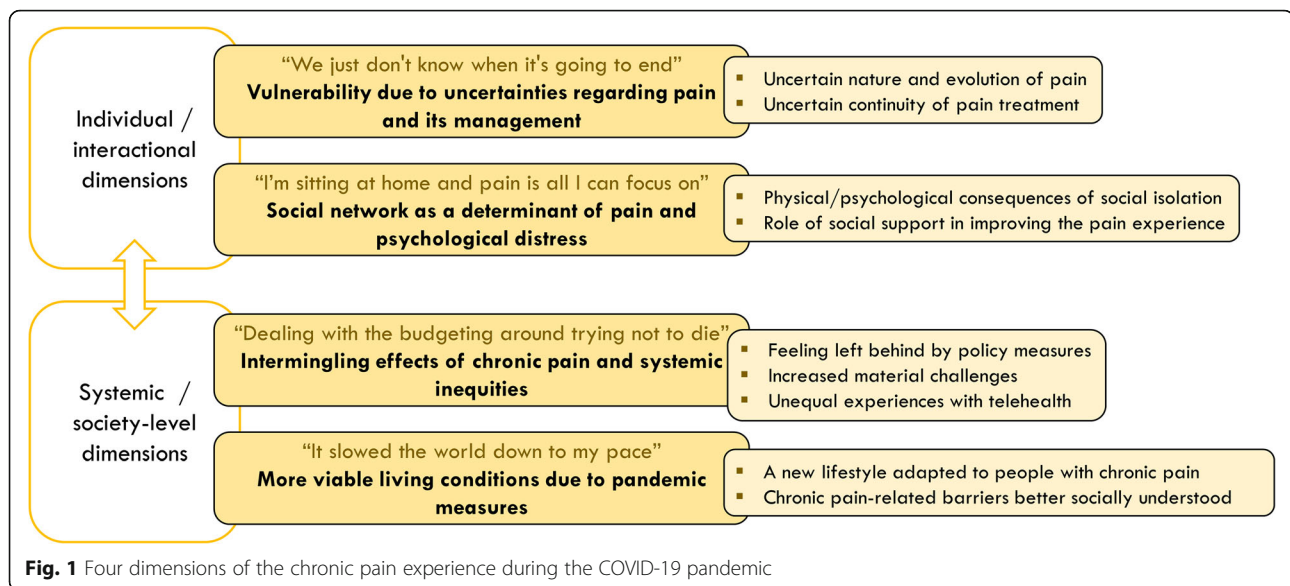 Individual /
interactional
dimensions
“We just don't know when it's going to end”
Vulnerability due to uncertainties regarding pain
and its management
▪ Uncertain nature and evolution of pain
▪ Uncertain continuity of pain treatment
“I’m sitting at home and pain is all I can focus on”
Social network as a determinant of pain and
psychological distress
▪ Physical/psychological consequences of social isolation
▪ Role of social support in improving the pain experience
Systemic /
society-level
dimensions
“Dealing with the budgeting around trying not to die”
Intermingling effects of chronic pain and systemic
inequities
▪ Feeling left behind by policy measures
▪ Increased material challenges
▪ Unequal experiences with telehealth
“It slowed the world down to my pace”
More viable living conditions due to pandemic
measures
▪ A new lifestyle adapted to people with chronic pain
▪ Chronic pain-related barriers better socially understood
Fig. 1 Four dimensions of the chronic pain experience during the COVID-19 pandemic